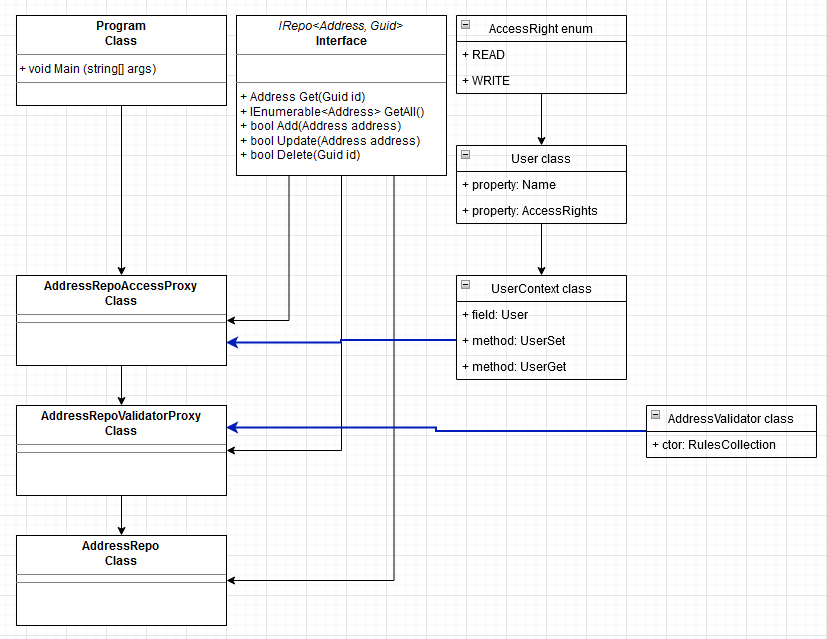 Program
Class
+ void Main (string[] args)
IRepo<Address, Guid>
Interface
+ Address Get(Guid id)
+ IEnumerable<Address> GetAll()
+ bool Add(Address address)
+ bool Update(Address address)
+ bool Delete(Guid id)
AccessRight enum
+ READ
+ WRITE
User class
+ property: Name
+ property: AccessRights
AddressRepoAccessProxy
Class
UserContext class
+ field: User
+ method: UserSet
+ method: UserGet
AddressRepoValidatorProxy
Class
AddressValidator class
+ ctor: RulesCollection
AddressRepo
Class